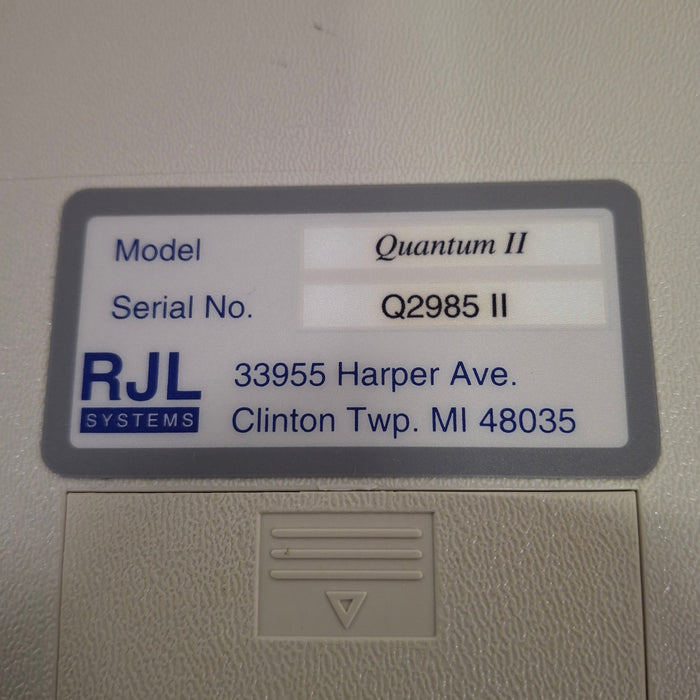 Model Quantum II
Serial No. Q2985 II
RJL 33955 Harper Ave.
SYSTEMS Clinton Twp. MI 48035